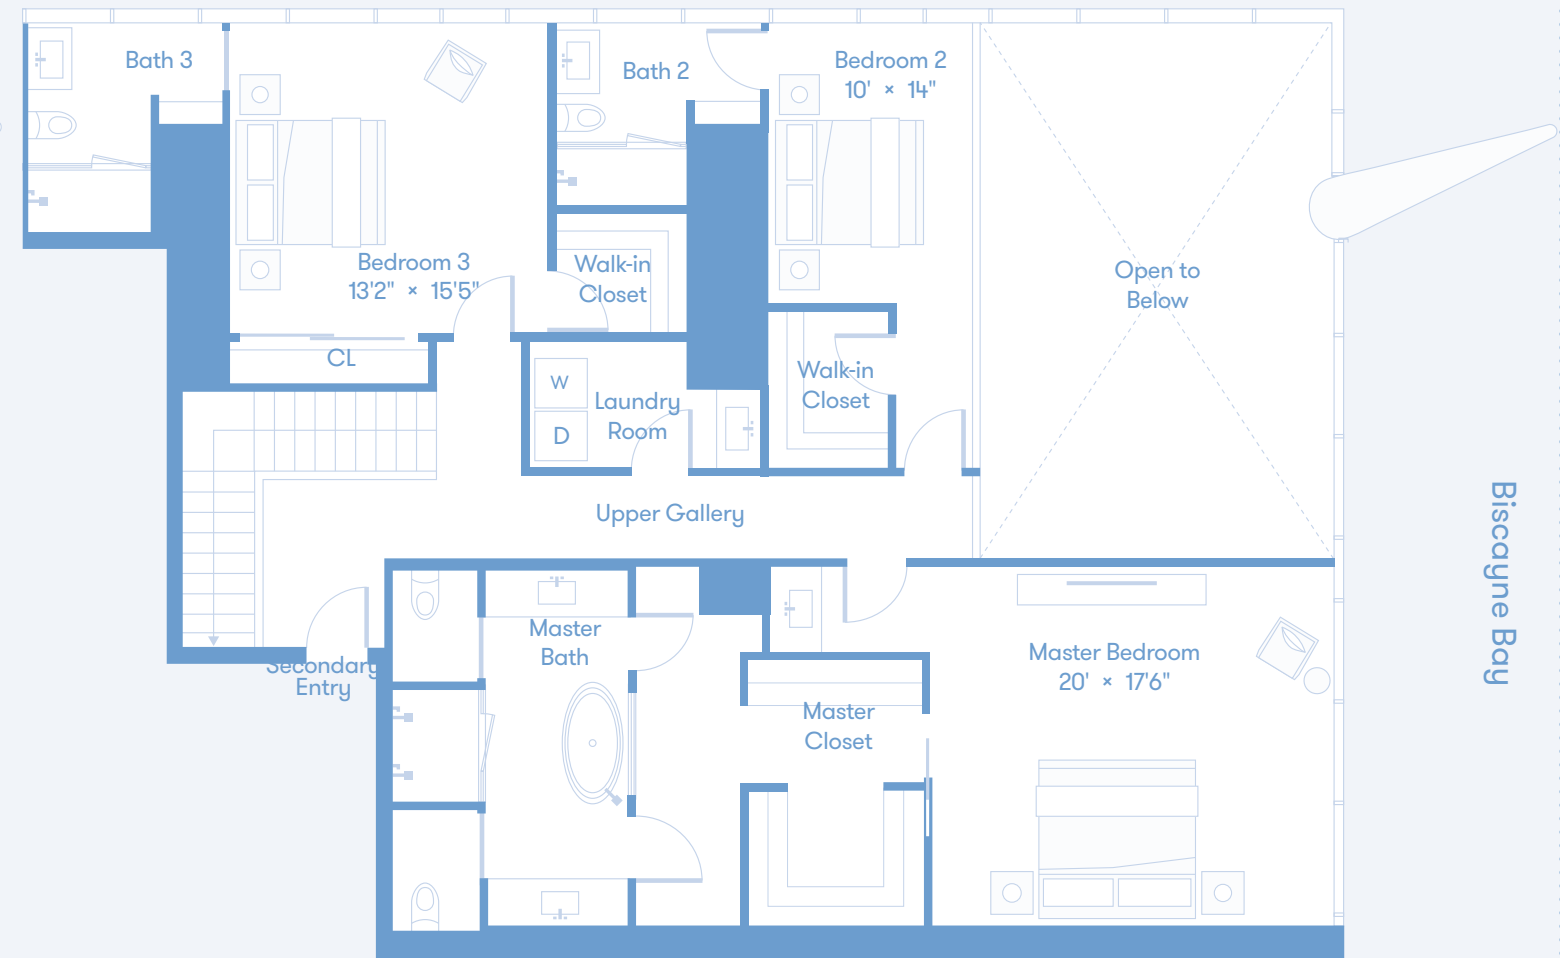 Bath 3
Bath 2
Bedroom 2
10' × 14"
Bedroom 3
13'2" × 15'5"
Walk-in
Closet
Open to
Below
CL
W
D
Laundry
Room
Walk-in
Closet
Upper Gallery
Biscayne Bay
Secondary
Entry
Master
Bath
Master
Closet
Master Bedroom
20' × 17'6"